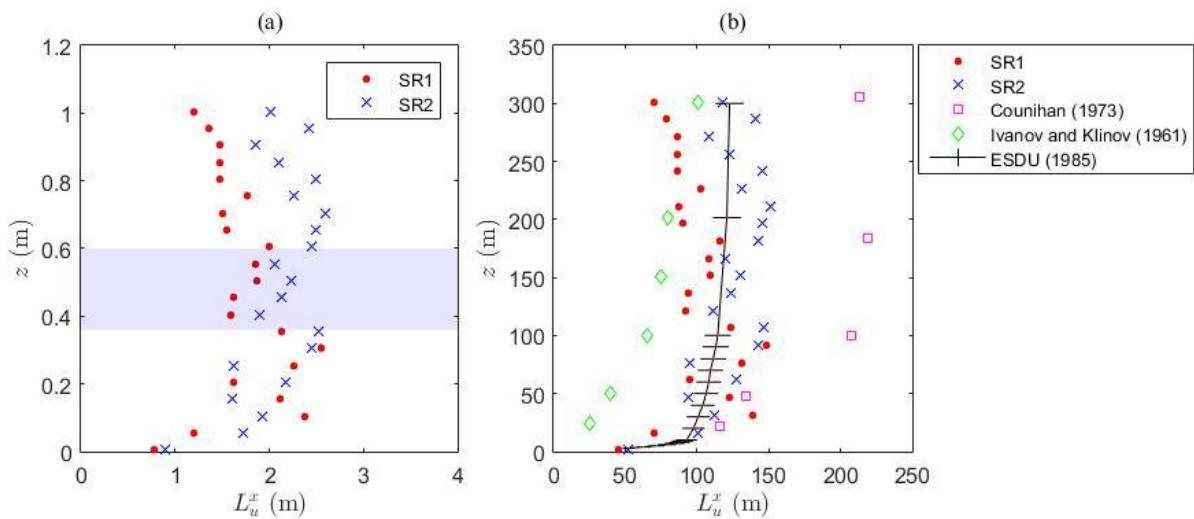 (a)
1.2
1
0.8
0.6
0.4
0.2
0
z (m)
0 1 2 3 4
L_u^x (m)
SR1
SR2
(b)
350
300
250
200
150
100
50
0
z (m)
0 50 100 150 200 250
L_u^x (m)
SR1
SR2
Counihan (1973)
Ivanov and Klinov (1961)
ESDU (1985)